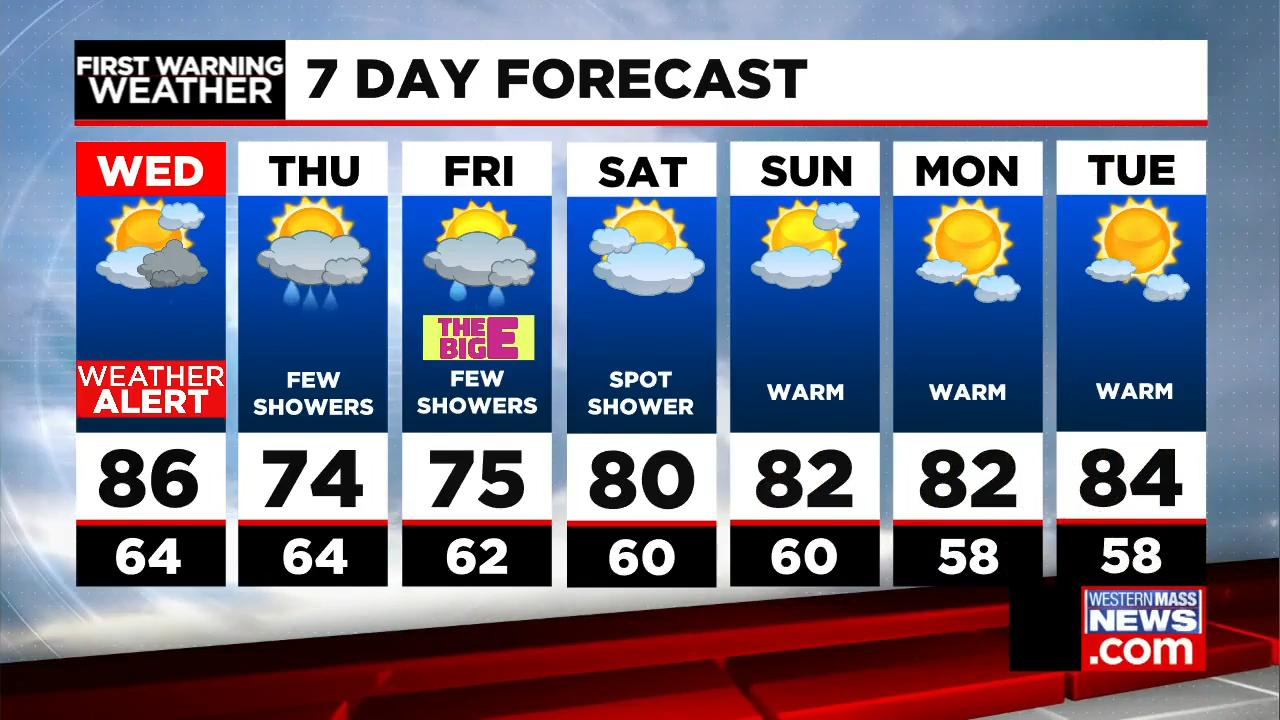 FIRST WARNING
WEATHER
7 DAY FORECAST
WED
THU
FRI
SAT
SUN
MON
TUE
THE
BIG E
WEATHER
ALERT
FEW
SHOWERS
FEW
SHOWERS
SPOT
SHOWER
WARM
WARM
WARM
86
74
75
80
82
82
84
64
64
62
60
60
58
58
WESTERN MASS
NEWS
.com